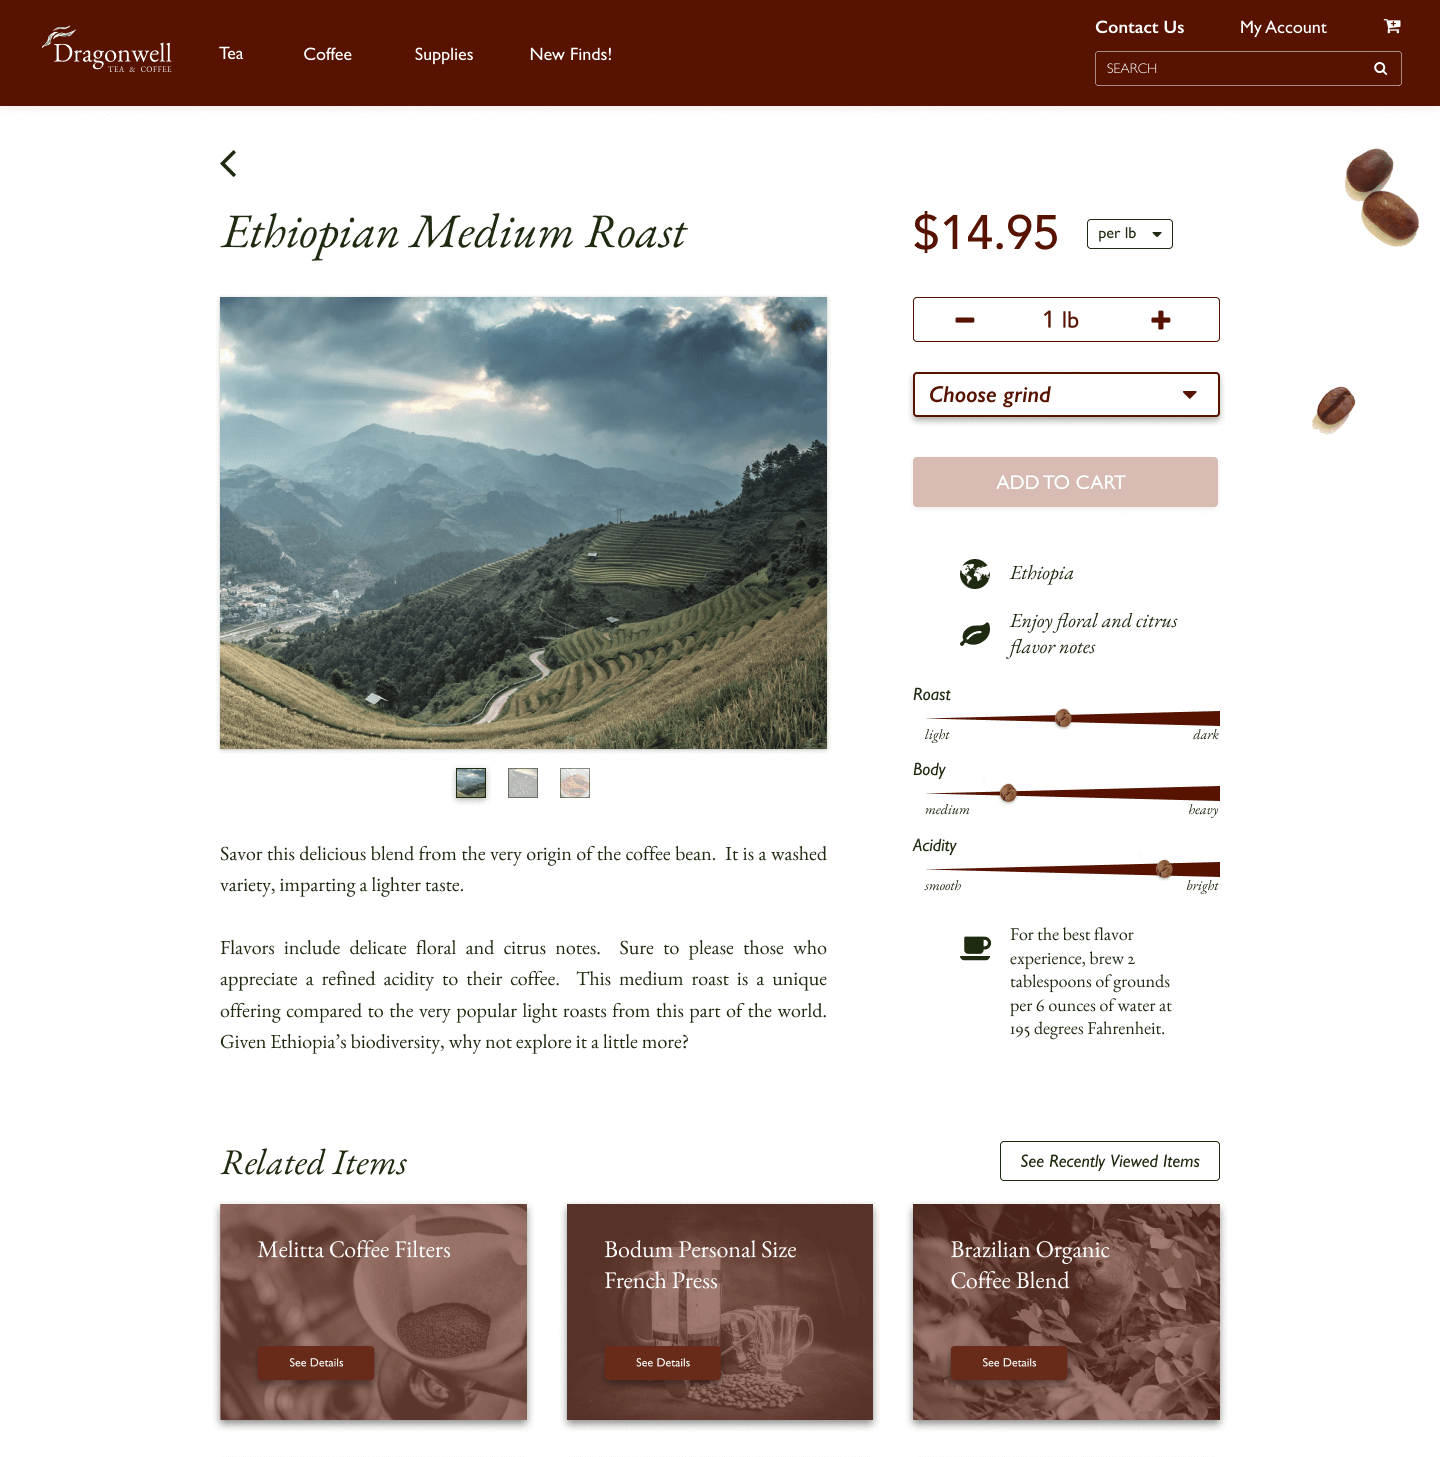 Dragonwell
TEA & COFFEE
Tea
Coffee
Supplies
New Finds!
Contact Us
My Account
SEARCH
Ethiopian Medium Roast
$14.95
per lb
1 lb
Choose grind
ADD TO CART
Ethiopia
Enjoy floral and citrus
flavor notes
Roast
light
dark
Body
medium
heavy
Acidity
smooth
bright
For the best flavor
experience, brew 2
tablespoons of grounds
per 6 ounces of water at
195 degrees Fahrenheit.
Savor this delicious blend from the very origin of the coffee bean. It is a washed
variety, imparting a lighter taste.
Flavors include delicate floral and citrus notes. Sure to please those who
appreciate a refined acidity to their coffee. This medium roast is a unique
offering compared to the very popular light roasts from this part of the world.
Given Ethiopia’s biodiversity, why not explore it a little more?
Related Items
See Recently Viewed Items
Melitta Coffee Filters
See Details
Bodum Personal Size
French Press
See Details
Brazilian Organic
Coffee Blend
See Details